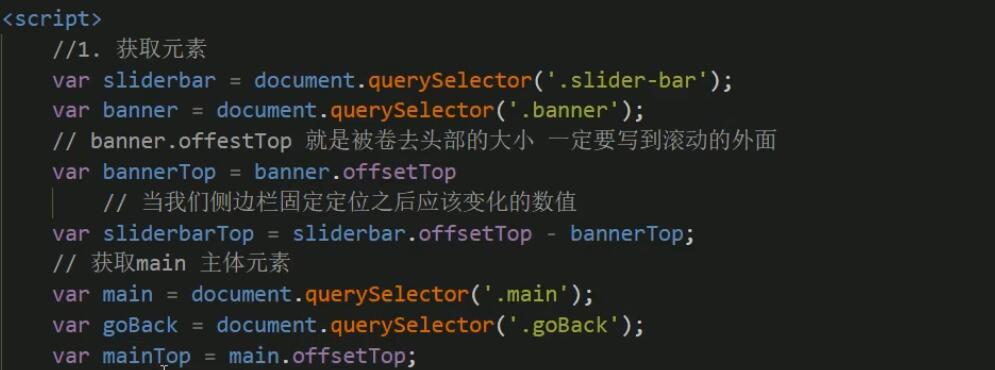 <script>
//1. 获取元素
var sliderbar = document.querySelector('.slider-bar');
var banner = document.querySelector('.banner');
// banner.offestTop 就是被卷去头部的大小 一定要写到滚动的外面
var bannerTop = banner.offsetTop
// 当我们侧边栏固定定位之后应该变化的数值
var sliderbarTop = sliderbar.offsetTop - bannerTop;
// 获取main 主体元素
var main = document.querySelector('.main');
var goBack = document.querySelector('.goBack');
var mainTop = main.offsetTop;